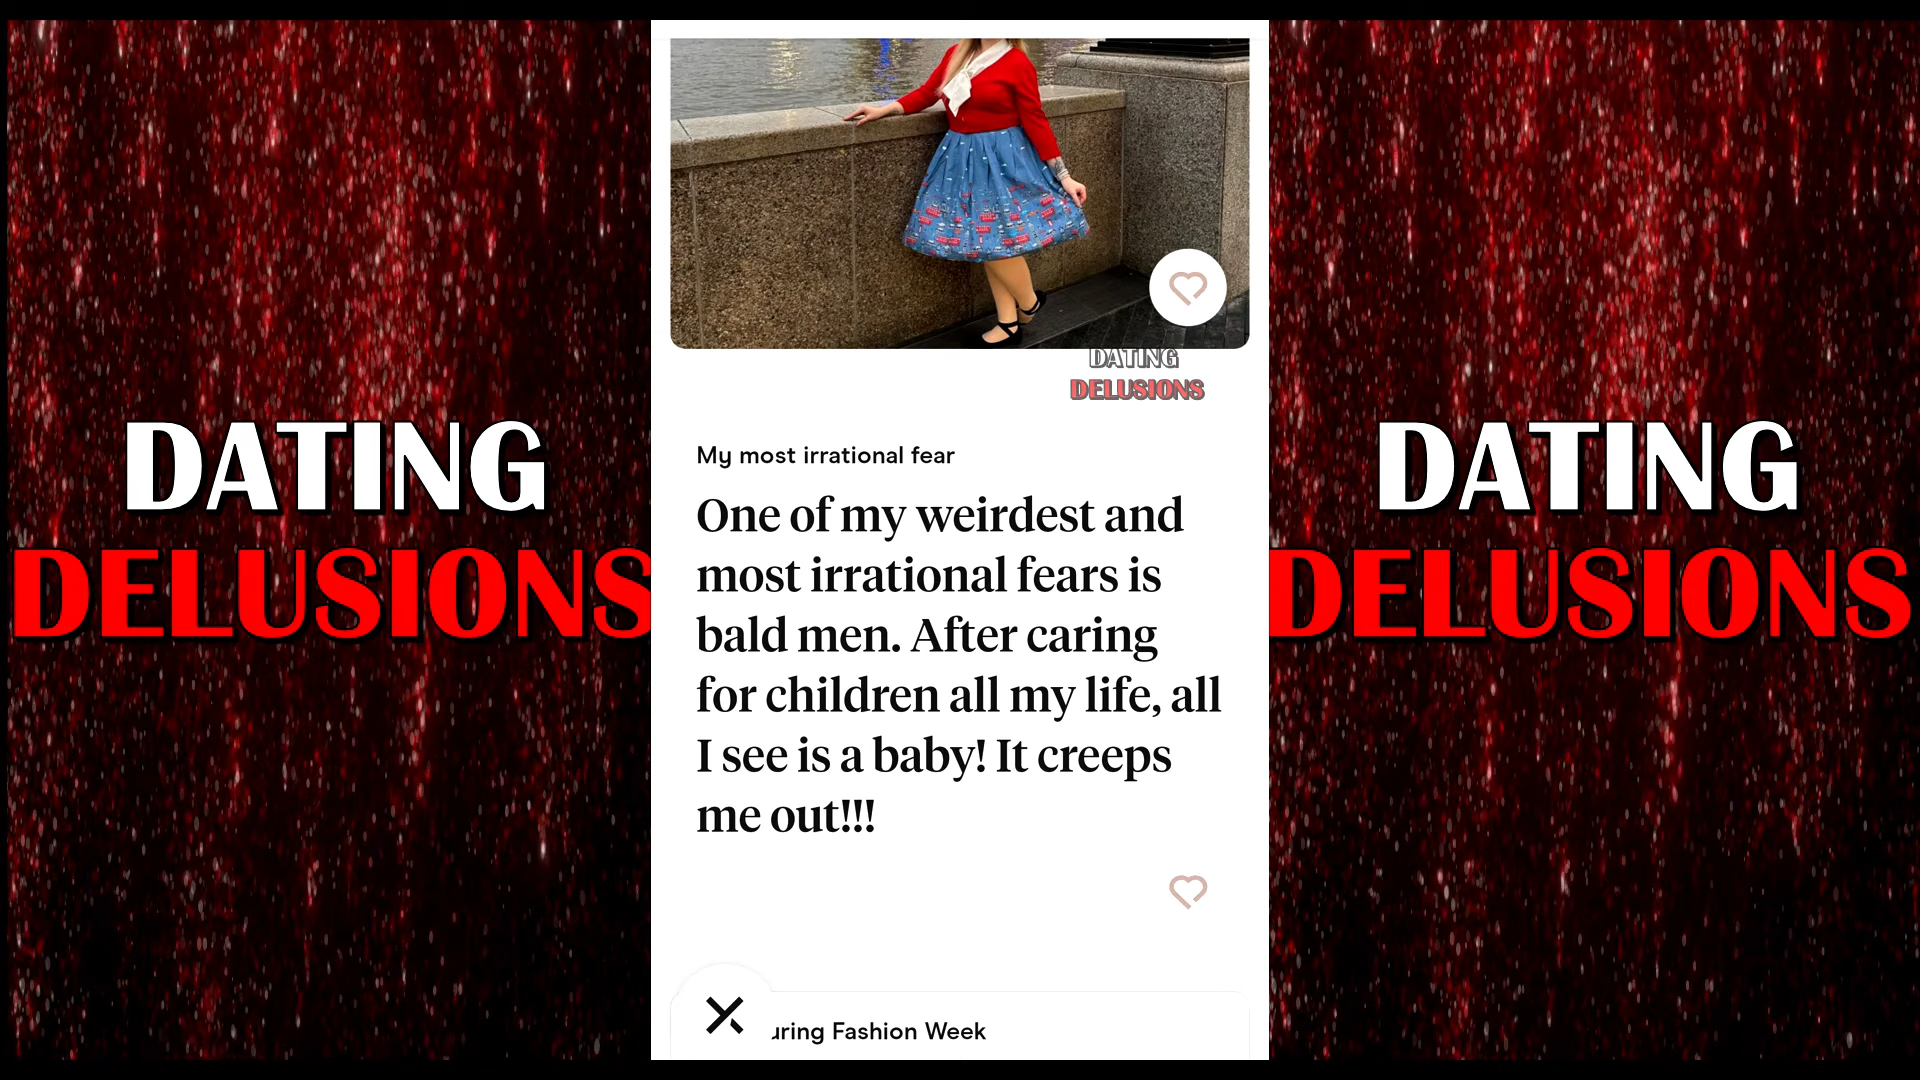 DATING
DELUSIONS
DATING
DELUSIONS
My most irrational fear
One of my weirdest and
most irrational fears is
bald men. After caring
for children all my life, all
I see is a baby! It creeps
me out!!!
Fashion Week
DATING
DELUSIONS